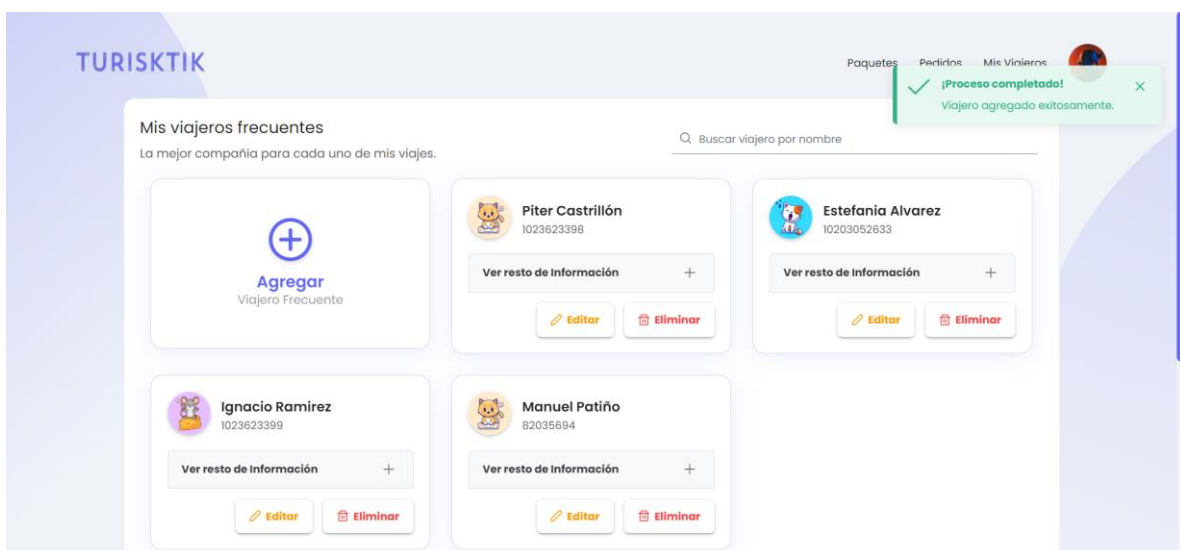 TURISKTIK
Paquetes Pedidos Mis Viajeros
¡Proceso completado!
Viajero agregado exitosamente.
Mis viajeros frecuentes
La mejor compañia para cada uno de mis viajes.
Buscar viajero por nombre
Agregar
Viajero Frecuente
Piter Castrillón
1023623398
Ver resto de Información
Editar Eliminar
Estefania Alvarez
10203052633
Ver resto de Información
Editar Eliminar
Ignacio Ramirez
1023623399
Ver resto de Información
Editar Eliminar
Manuel Patiño
82035694
Ver resto de Información
Editar Eliminar